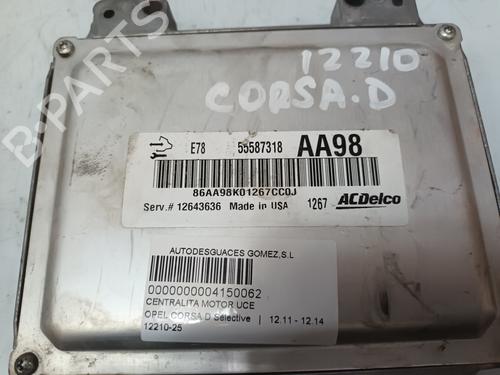 12210
CORSA.D
E78 55587318 AA98
86AA98K01267CC0J
Serv.# 12643636 Made in USA 1267 ACDelco
AUTODESGUACES GOMEZ,S.L
0000000004150062
CENTRALITA MOTOR UCE
OPEL CORSA D Selective | 12.11 - 12.14
12210-25
B-PARTS